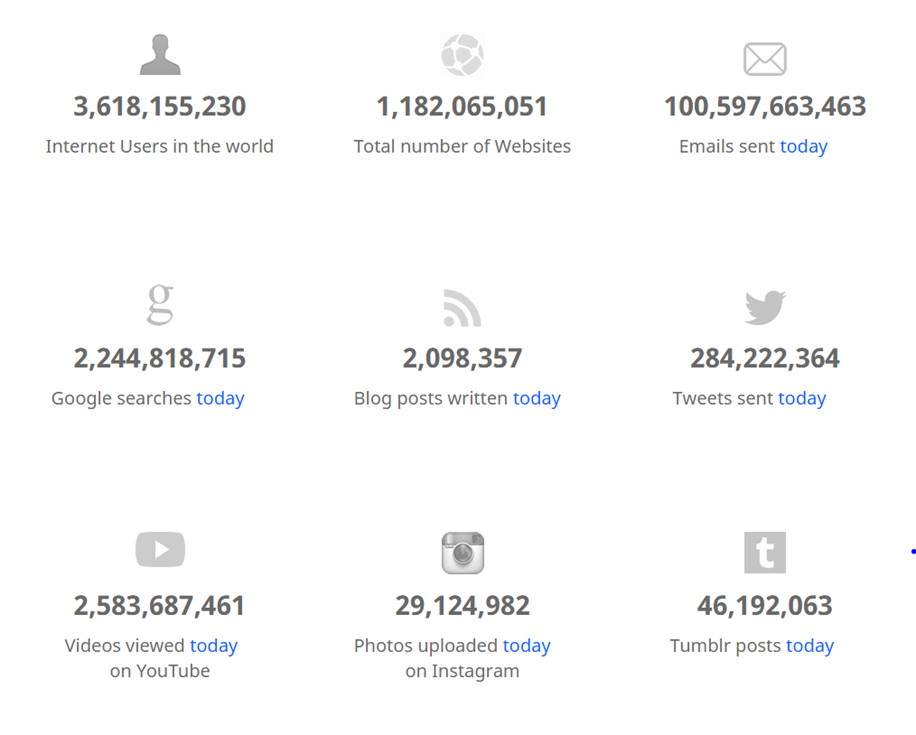 3,618,155,230
Internet Users in the world
1,182,065,051
Total number of Websites
100,597,663,463
Emails sent today
g
2,244,818,715
Google searches today
2,098,357
Blog posts written today
284,222,364
Tweets sent today
2,583,687,461
Videos viewed today
on YouTube
29,124,982
Photos uploaded today
on Instagram
t
46,192,063
Tumblr posts today